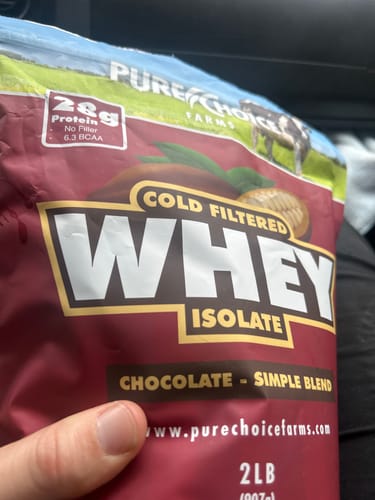 PURE CHOICE
FARMS
28g
Protein
No Filler
6.3 BCAA
COLD FILTERED
WHEY
ISOLATE
CHOCOLATE - SIMPLE BLEND
www.purechoicefarms.com
2LB
(907g)